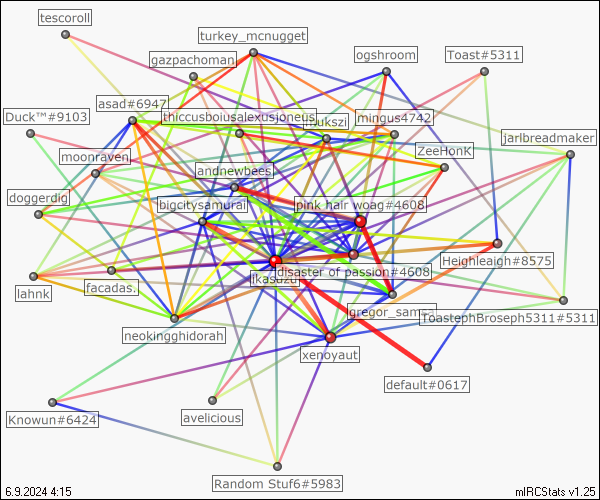 tescoroll
turkey_mcnugget
gazpachoman
ogshroom
Toast#5311
asad#6947
Duck™#9103
thiccusboiusalexusjoneus
mukszi
mingus4742
jarlbreadmaker
moonraven
ZeeHonK
andnewbees
doggerdig
bigcitysamurai
pink hair woag#4608
Heighleaigh#8575
lahnk
facadas.
ikasuzu
disaster of passion#4608
gregor_samsa
ToastephBroseph5311#5311
neokingghidorah
xenoyaut
default#0617
Knowun#6424
avelicious
Random Stuf6#5983
6.9.2024 4:15
mIRCStats v1.25